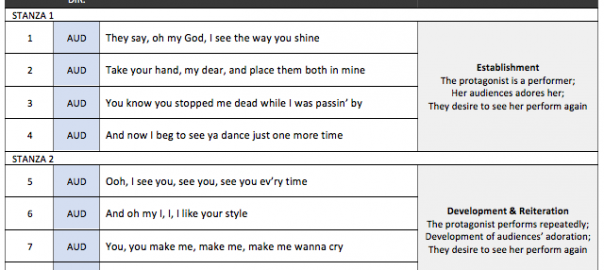 DIR.
STANZA 1
1 AUD They say, oh my God, I see the way you shine
2 AUD Take your hand, my dear, and place them both in mine
3 AUD You know you stopped me dead while I was passin’ by
4 AUD And now I beg to see ya dance just one more time
Establishment
The protagonist is a performer;
Her audiences adores her;
They desire to see her perform again
STANZA 2
5 AUD Ooh, I see you, see you, see you ev’ry time
6 AUD And oh my I, I, I like your style
7 AUD You, you make me, make me, make me wanna cry
Development & Reiteration
The protagonist performs repeatedly;
Development of audiences’ adoration;
They desire to see her perform again